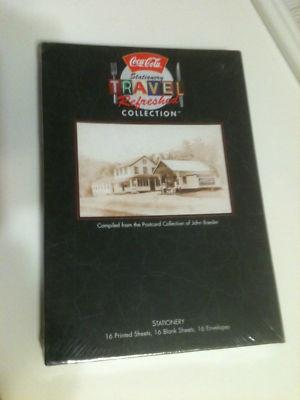 Coca-Cola
Stationery
TRAVEL
Refreshed
COLLECTION™
Compiled from the Postcard Collection of John Baeder
STATIONERY
16 Printed Sheets, 16 Blank Sheets, 16 Envelopes